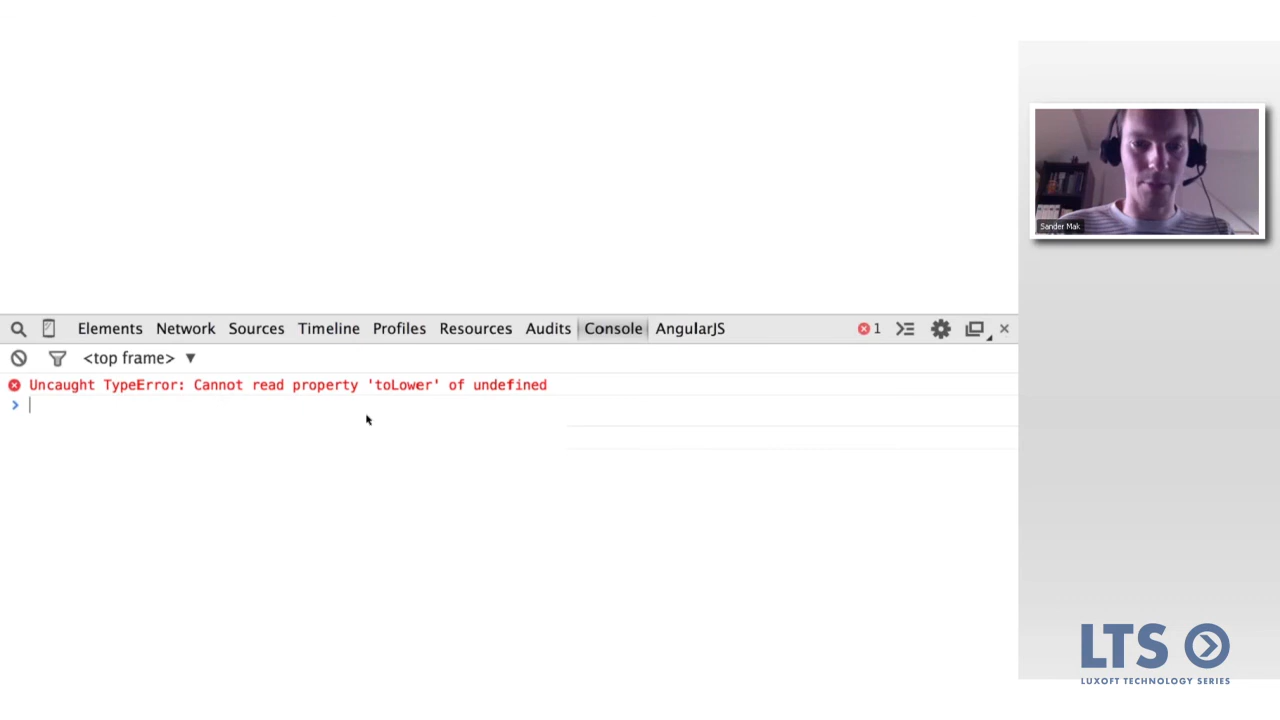 Sander Mak
Elements Network Sources Timeline Profiles Resources Audits Console AngularJS 1
<top frame>
Uncaught TypeError: Cannot read property 'toLower' of undefined
LTS
LUXOFT TECHNOLOGY SERIES